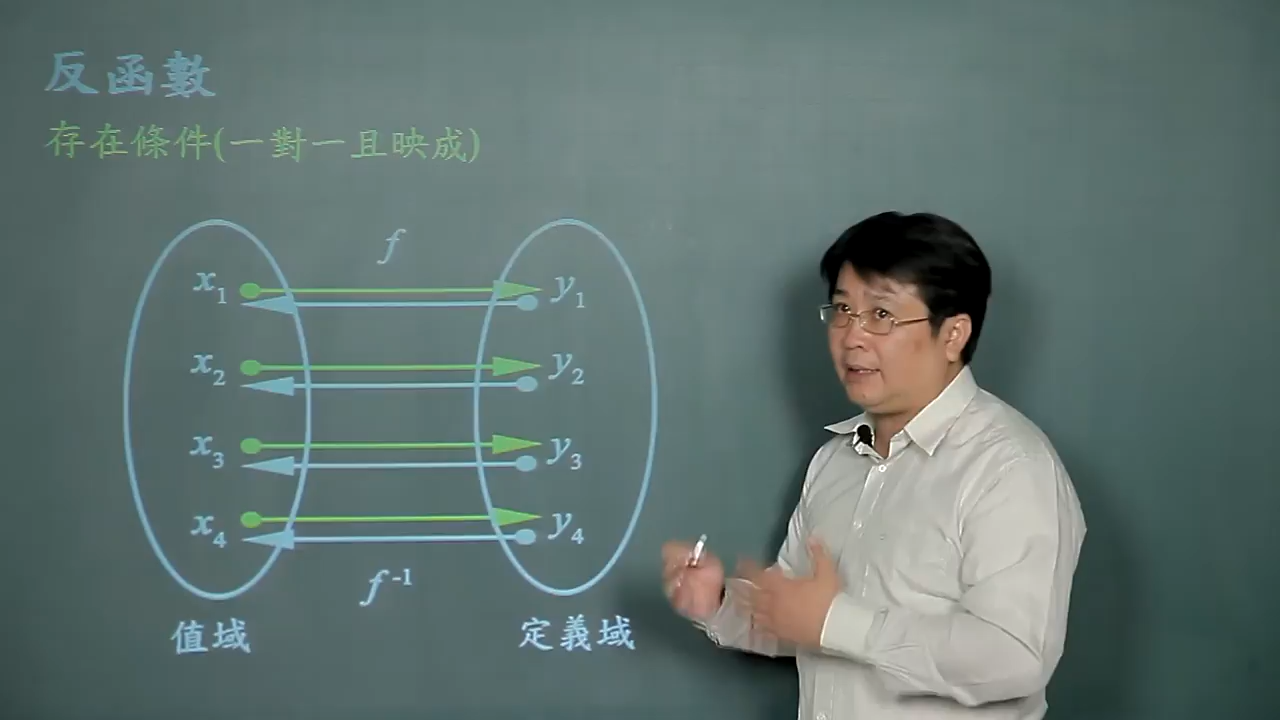 反函數
存在條件(一對一且映成)
f
x₁ y₁
x₂ y₂
x₃ y₃
x₄ y₄
f⁻¹
值域 定義域